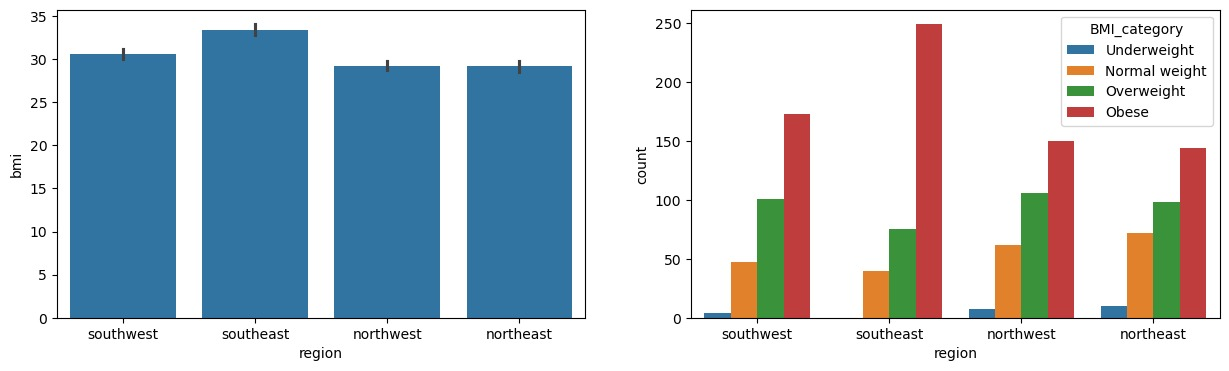 35
30
25
20
15
10
5
0
bmi
southwest southeast northwest northeast
region
250
200
150
100
50
0
count
BMI_category
Underweight
Normal weight
Overweight
Obese
southwest southeast northwest northeast
region